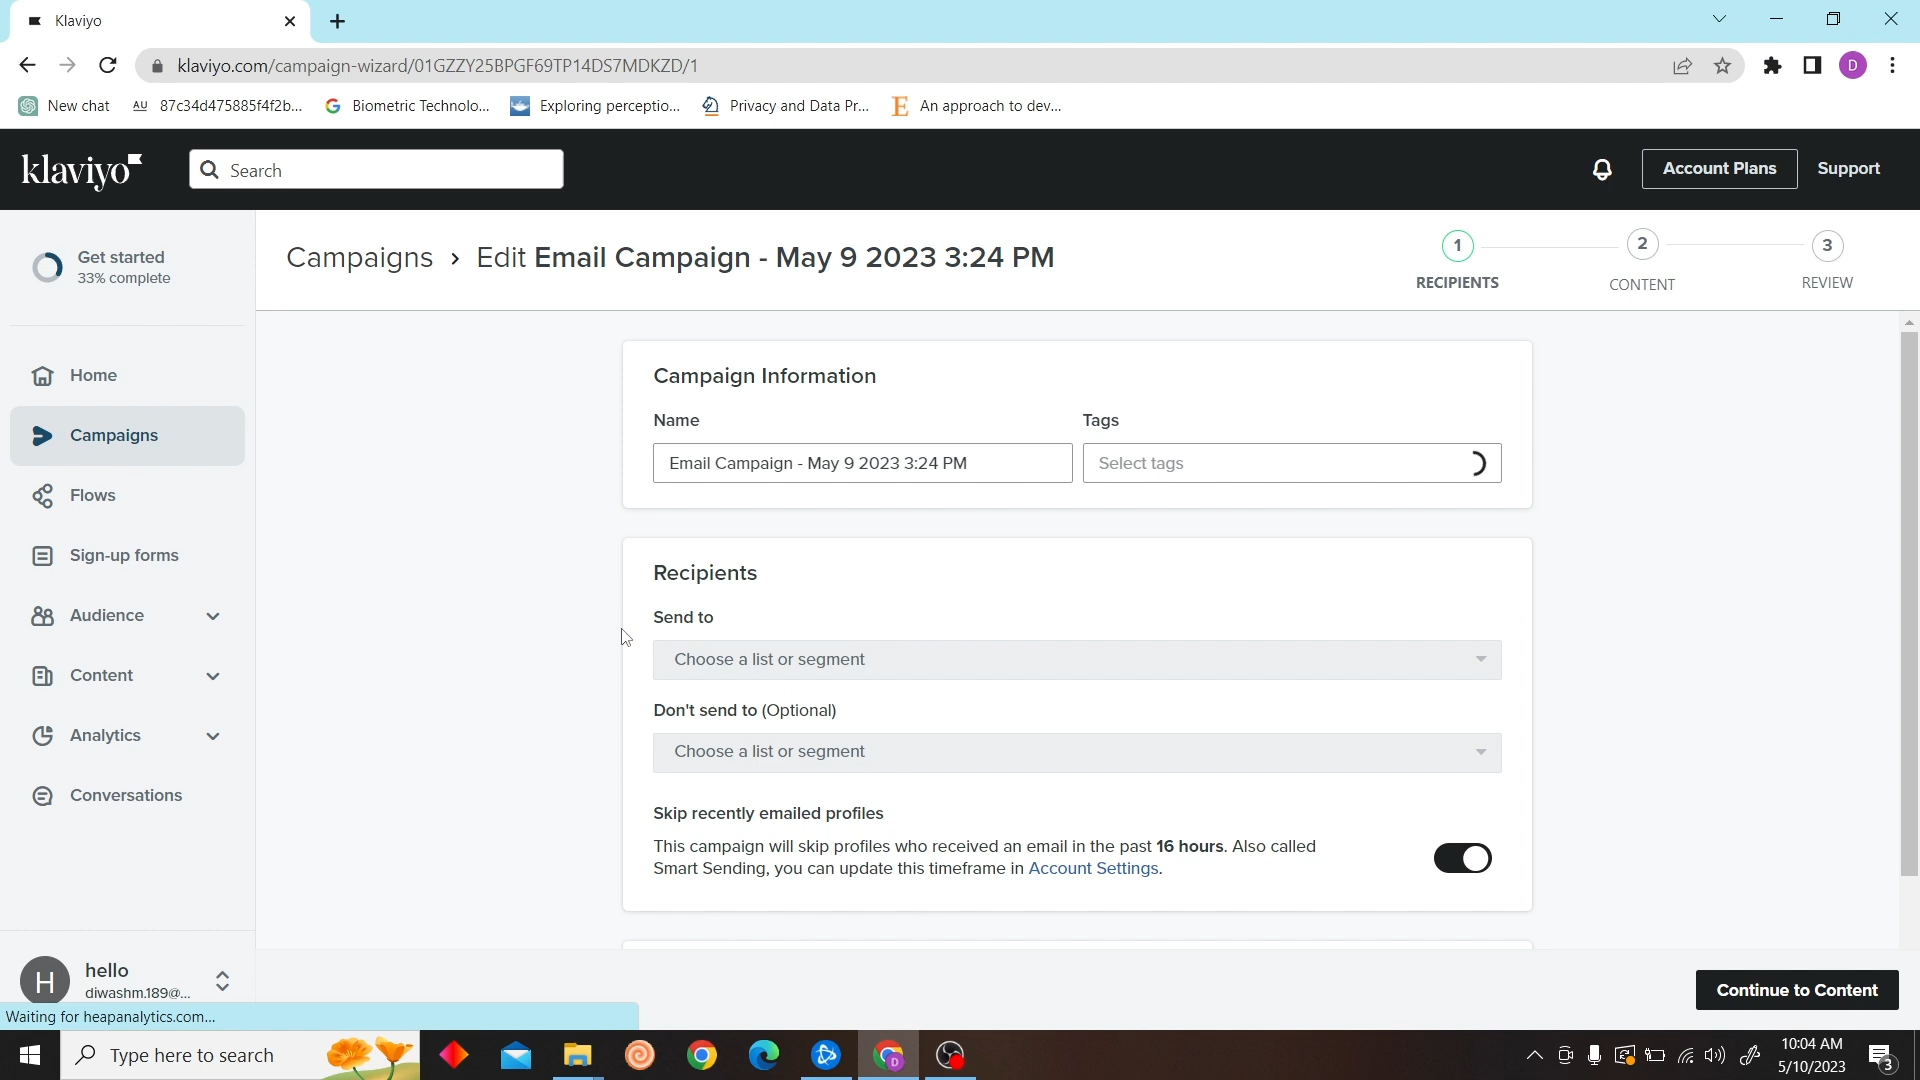 Klaviyo
klaviyo.com/campaign-wizard/01GZZY25BPGF69TP14DS7MDKZD/1
D
New chat
AU 87c34d475885f4f2b...
Biometric Technolo...
Exploring perceptio...
Privacy and Data Pr...
E An approach to dev...
klaviyo
Search
Account Plans
Support
Get started
33% complete
Campaigns › Edit Email Campaign - May 9 2023 3:24 PM
1
RECIPIENTS
2
CONTENT
3
REVIEW
Home
Campaigns
Flows
Sign-up forms
Audience
Content
Analytics
Conversations
H
hello
diwashm.189@...
Campaign Information
Name
Tags
Email Campaign - May 9 2023 3:24 PM
Select tags
Recipients
Send to
Choose a list or segment
Don't send to (Optional)
Choose a list or segment
Skip recently emailed profiles
This campaign will skip profiles who received an email in the past 16 hours. Also called
Smart Sending, you can update this timeframe in Account Settings.
Continue to Content
Waiting for heapanalytics.com...
Type here to search
D
10:04 AM
5/10/2023
3